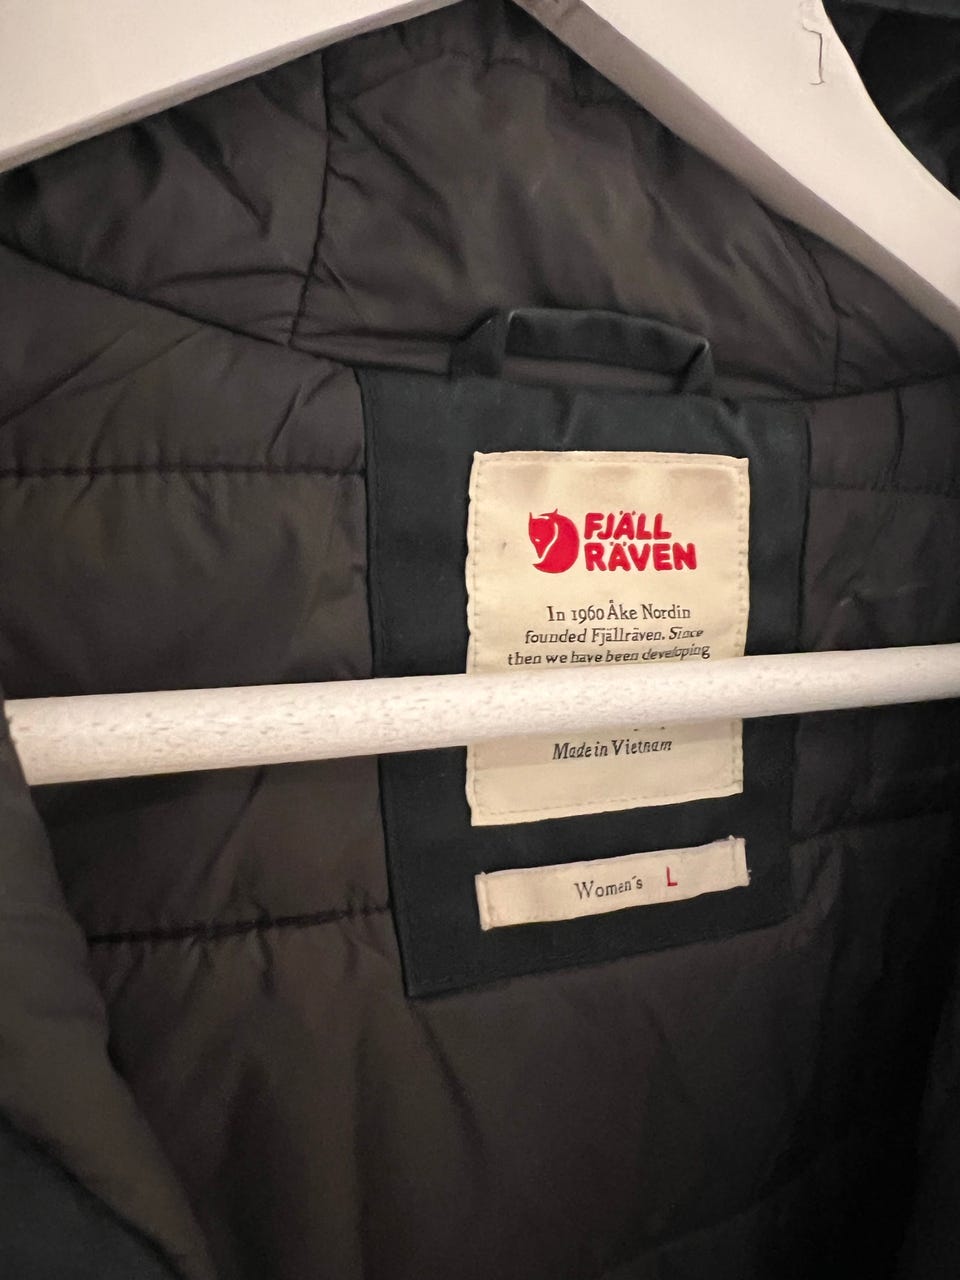 FJÄLL
RÄVEN
In 1960 Åke Nordin
founded Fjällräven. Since
then we have been developing
Made in Vietnam
Women's L